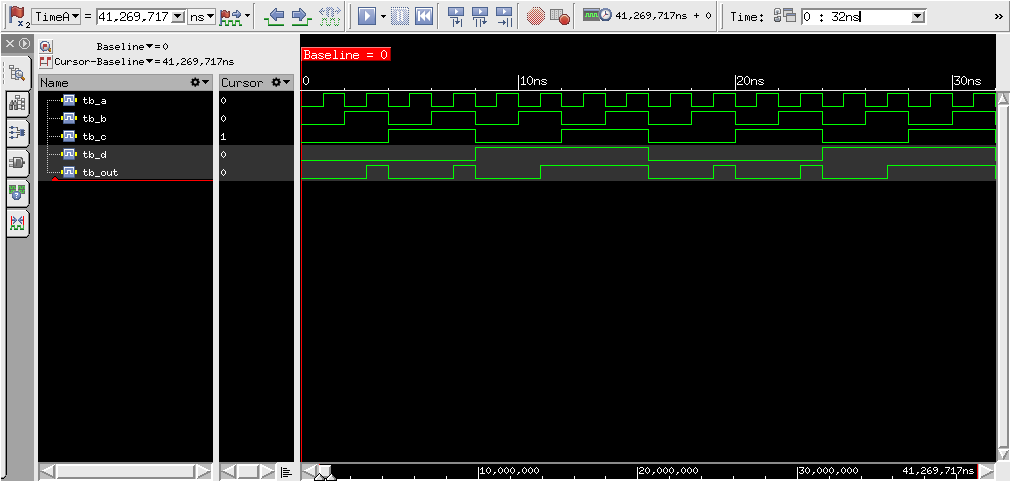 x₂ TimeA = 41,269,717 ns 41,269,717ns + 0 Time: 0 : 32ns »
Baseline = 0
Cursor-Baseline = 41,269,717ns
Baseline = 0
Name Cursor 0 10ns 20ns 30ns
tb_a 0
tb_b 0
tb_c 1
tb_d 0
tb_out 0
10,000,000 20,000,000 30,000,000 41,269,717ns